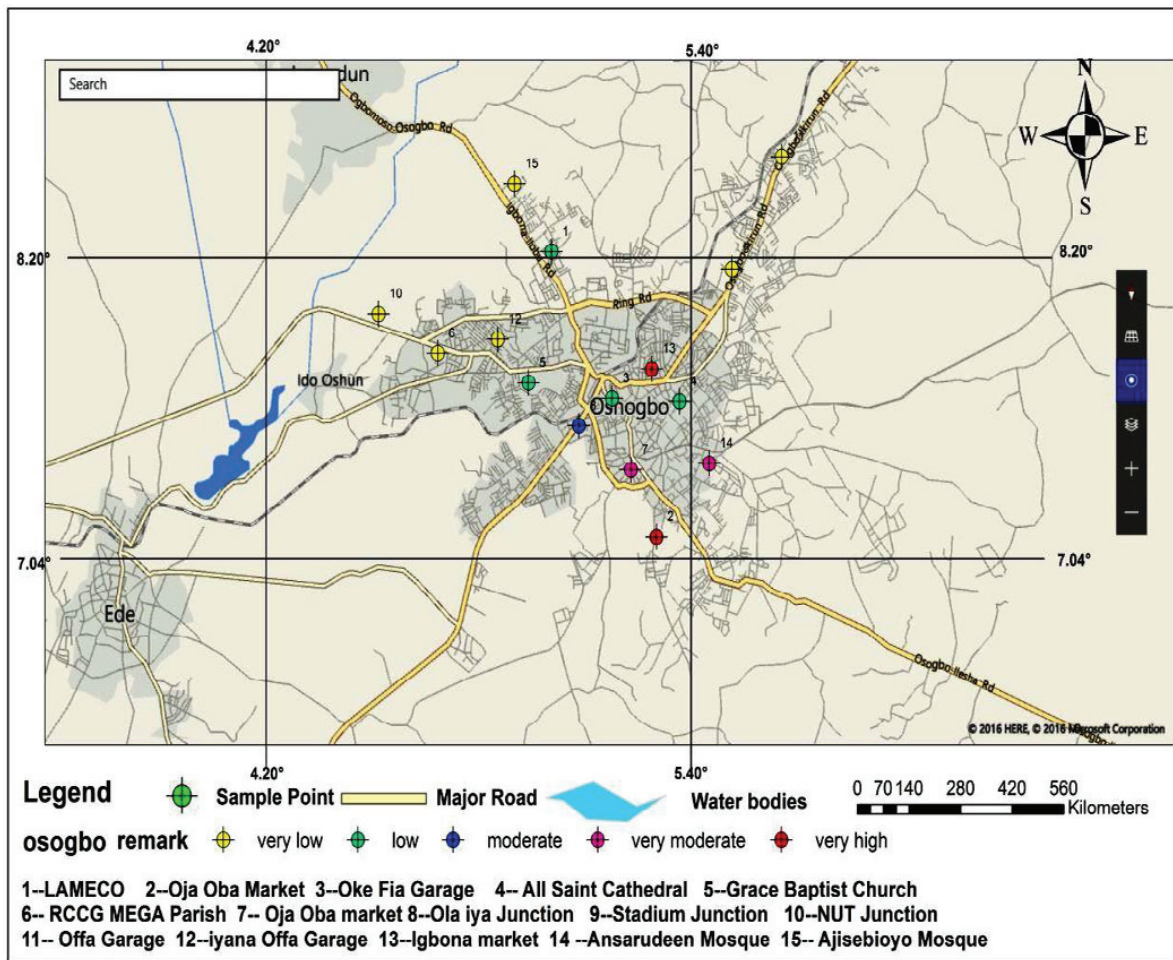 4.20° 5.40°
Search
dun
Ogbomoso Osogbo Rd
N
W E
S
15
1
Osogbo-Ikirun Rd
Osogbo-Ikirun Rd
8.20° 8.20°
10
Ring Rd
12
6
13
5
Ido Oshun
3
4
Oshogbo
14
7
2
7.04° 7.04°
Ede
Osogbo-Ilesha Rd
© 2016 HERE, © 2016 Microsoft Corporation
4.20° 5.40°
Legend Sample Point Major Road Water bodies
0 70 140 280 420 560
Kilometers
osogbo remark very low low moderate very moderate very high
1--LAMECO 2--Oja Oba Market 3--Oke Fia Garage 4-- All Saint Cathedral 5--Grace Baptist Church
6-- RCCG MEGA Parish 7-- Oja Oba market 8--Ola iya Junction 9--Stadium Junction 10--NUT Junction
11-- Offa Garage 12--iyana Offa Garage 13--Igbona market 14 --Ansarudeen Mosque 15-- Ajisebioyo Mosque